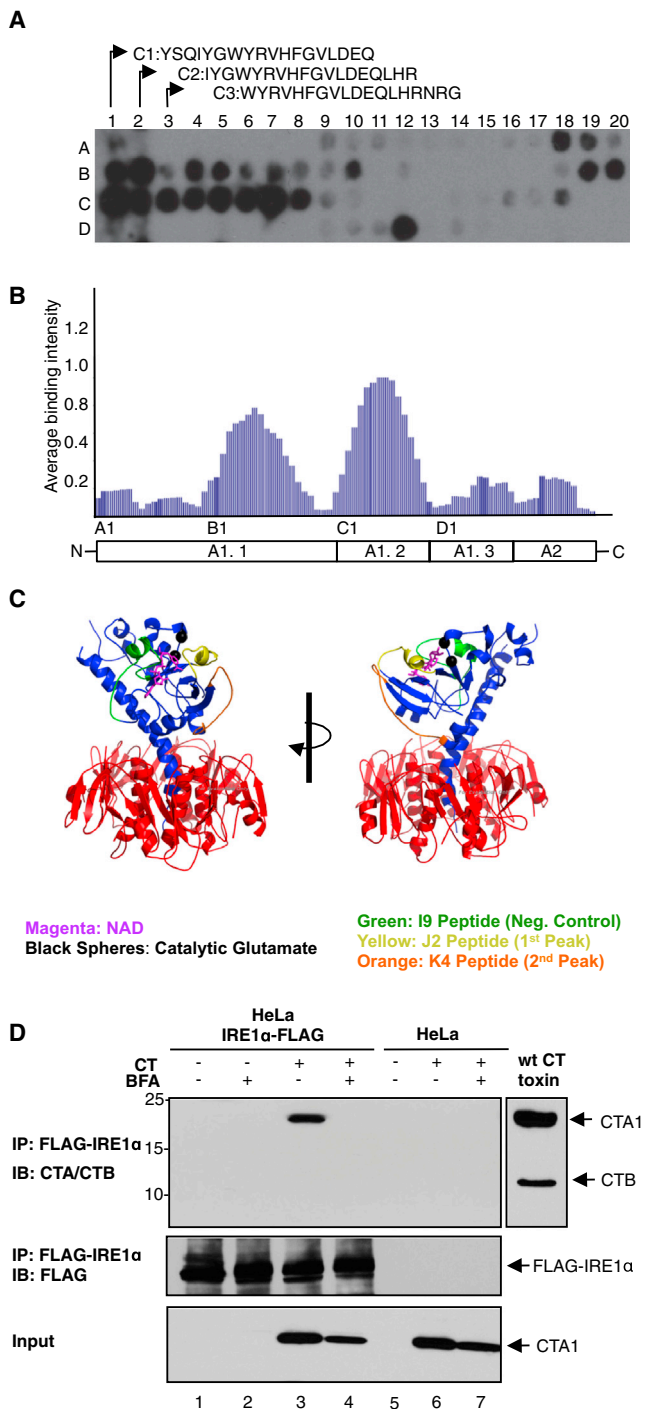 A
C1:YSQIYGWYRVHFGVLDEQ
C2:IYGWYRVHFGVLDEQLHR
C3:WYRVHFGVLDEQLHRNRG
1 2 3 4 5 6 7 8 9 10 11 12 13 14 15 16 17 18 19 20
A
B
C
D
B
Average binding intensity
1.2
1.0
0.8
0.4
0.2
A1 B1 C1 D1
N A1. 1 A1. 2 A1. 3 A2 C
C
Magenta: NAD
Black Spheres: Catalytic Glutamate
Green: I9 Peptide (Neg. Control)
Yellow: J2 Peptide (1st Peak)
Orange: K4 Peptide (2nd Peak)
D
HeLa
IRE1α-FLAG
HeLa
CT - - + + - + +
BFA - + - + - - +
wt CT
toxin
25
15
10
IP: FLAG-IRE1α
IB: CTA/CTB
CTA1
CTB
IP: FLAG-IRE1α
IB: FLAG
FLAG-IRE1α
Input
CTA1
1 2 3 4 5 6 7